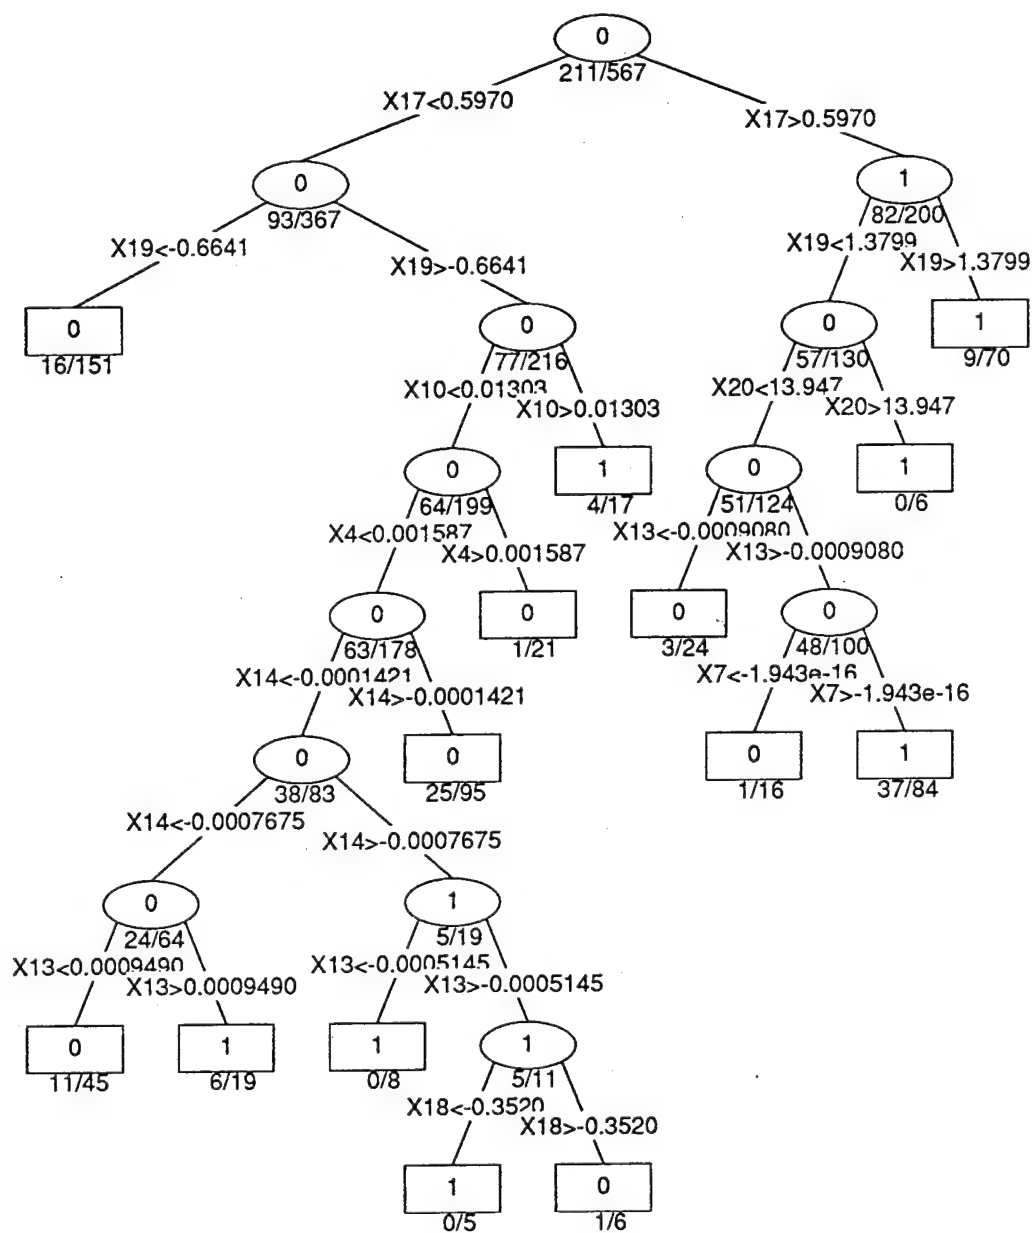 0
211/567
X17<0.5970
X17>0.5970
0
93/367
1
82/200
X19<-0.6641
X19>-0.6641
X19<1.3799
X19>1.3799
0
16/151
0
77/216
0
57/130
1
9/70
X10<0.01303
X10>0.01303
X20<13.947
X20>13.947
0
64/199
1
4/17
0
51/124
1
0/6
X4<0.001587
X4>0.001587
X13<-0.0009080
X13>-0.0009080
0
63/178
0
1/21
0
3/24
0
48/100
X14<-0.0001421
X14>-0.0001421
X7<-1.943e-16
X7>-1.943e-16
0
38/83
0
25/95
0
1/16
1
37/84
X14<-0.0007675
X14>-0.0007675
0
24/64
1
5/19
X13<0.0009490
X13>0.0009490
X13<-0.0005145
X13>-0.0005145
0
11/45
1
6/19
1
0/8
1
5/11
X18<-0.3520
X18>-0.3520
1
0/5
0
1/6